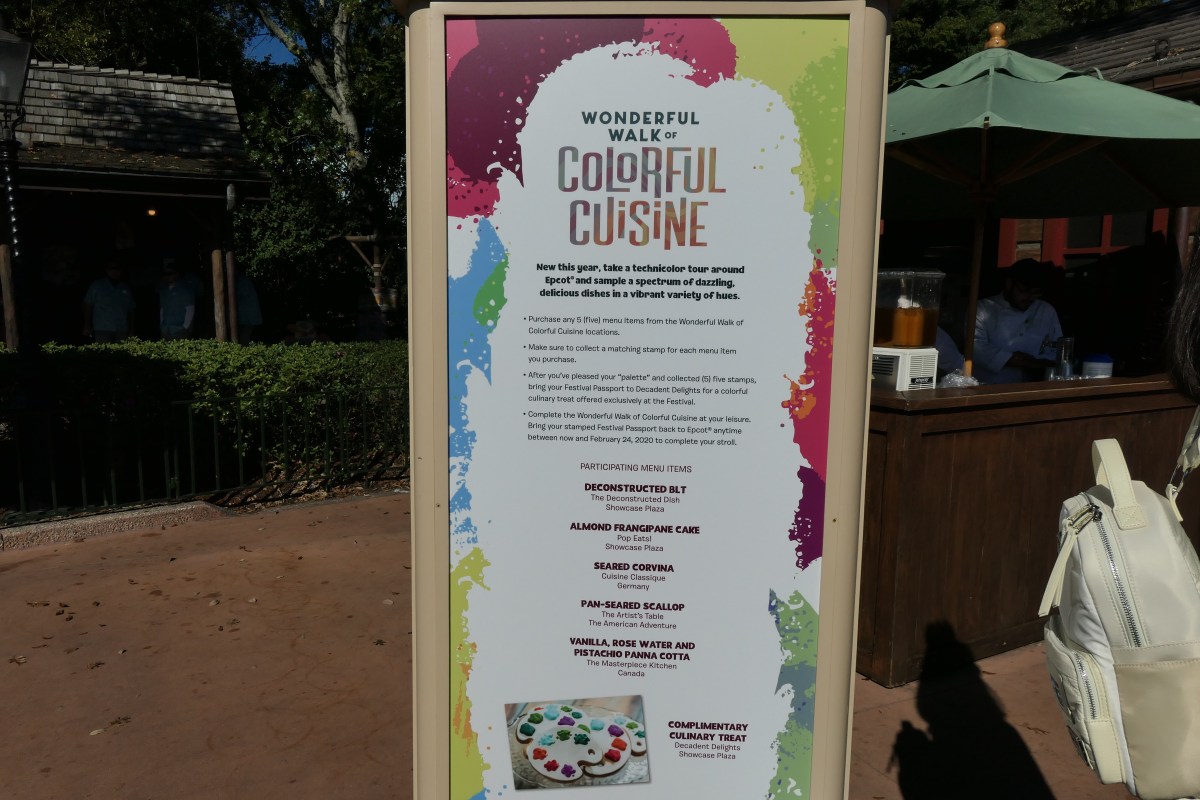 WONDERFUL
WALK OF
COLORFUL
CUISINE
New this year, take a technicolor tour around
Epcot® and sample a spectrum of dazzling,
delicious dishes in a vibrant variety of hues.
• Purchase any 5 (five) menu items from the Wonderful Walk of
Colorful Cuisine locations.
• Make sure to collect a matching stamp for each menu item
you purchase.
• After you've pleased your "palette" and collected (5) five stamps,
bring your Festival Passport to Decadent Delights for a colorful
culinary treat offered exclusively at the Festival.
• Complete the Wonderful Walk of Colorful Cuisine at your leisure.
Bring your stamped Festival Passport back to Epcot® anytime
between now and February 24, 2020 to complete your stroll.
PARTICIPATING MENU ITEMS
DECONSTRUCTED BLT
The Deconstructed Dish
Showcase Plaza
ALMOND FRANGIPANE CAKE
Pop Eats!
Showcase Plaza
SEARED CORVINA
Cuisine Classique
Germany
PAN-SEARED SCALLOP
The Artist's Table
The American Adventure
VANILLA, ROSE WATER AND
PISTACHIO PANNA COTTA
The Masterpiece Kitchen
Canada
COMPLIMENTARY
CULINARY TREAT
Decadent Delights
Showcase Plaza